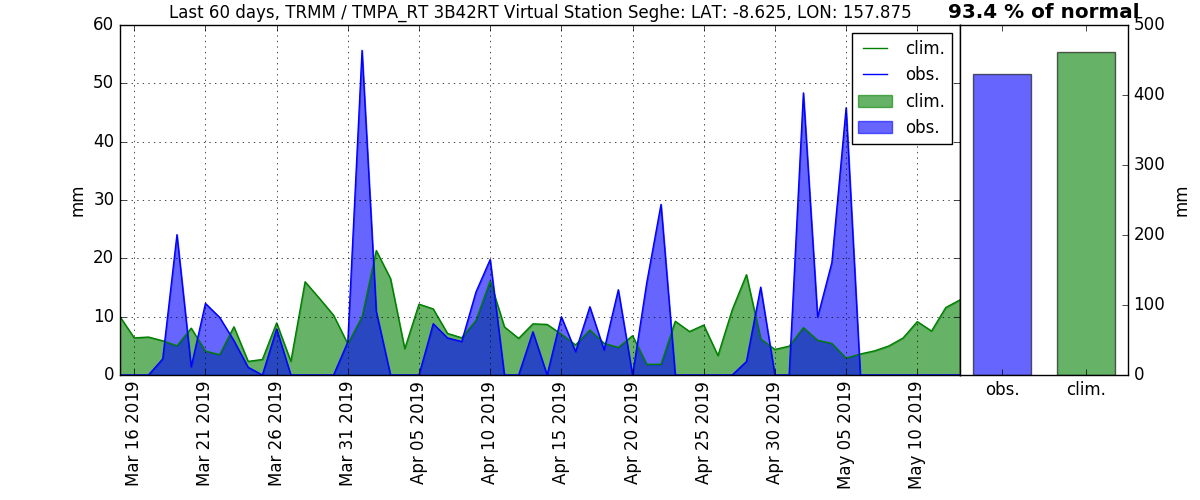 Last 60 days, TRMM / TMPA_RT 3B42RT Virtual Station Seghe: LAT: -8.625, LON: 157.875
93.4 % of normal
60
50
40
30
20
10
0
mm
clim.
obs.
clim.
obs.
500
400
300
200
100
0
mm
Mar 16 2019
Mar 21 2019
Mar 26 2019
Mar 31 2019
Apr 05 2019
Apr 10 2019
Apr 15 2019
Apr 20 2019
Apr 25 2019
Apr 30 2019
May 05 2019
May 10 2019
obs.
clim.